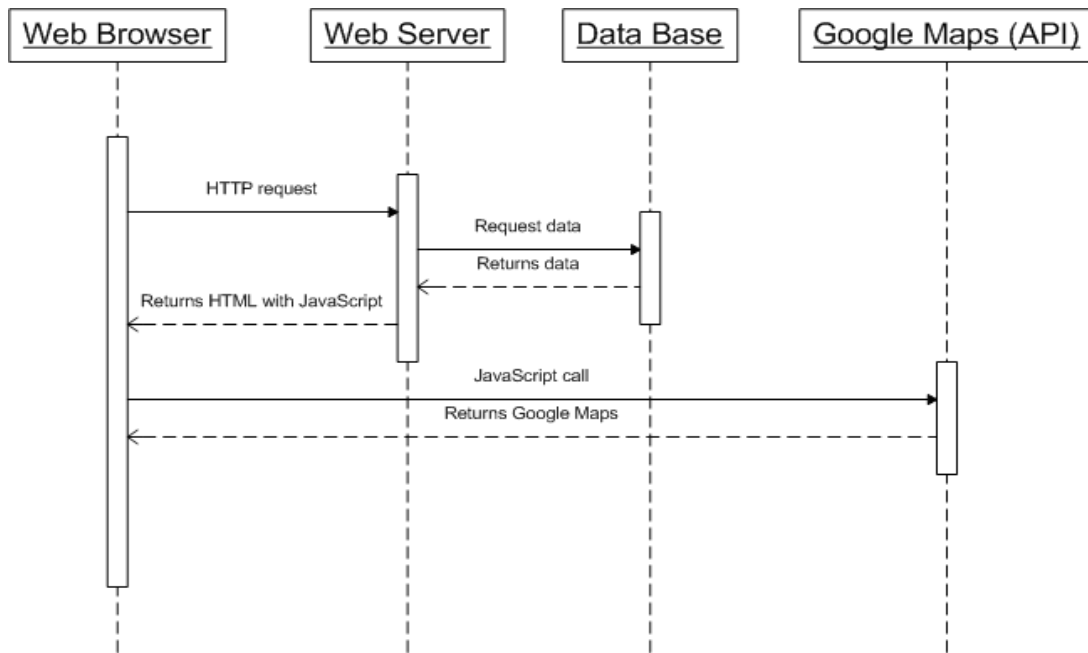 Web Browser
Web Server
Data Base
Google Maps (API)
HTTP request
Request data
Returns data
Returns HTML with JavaScript
JavaScript call
Returns Google Maps